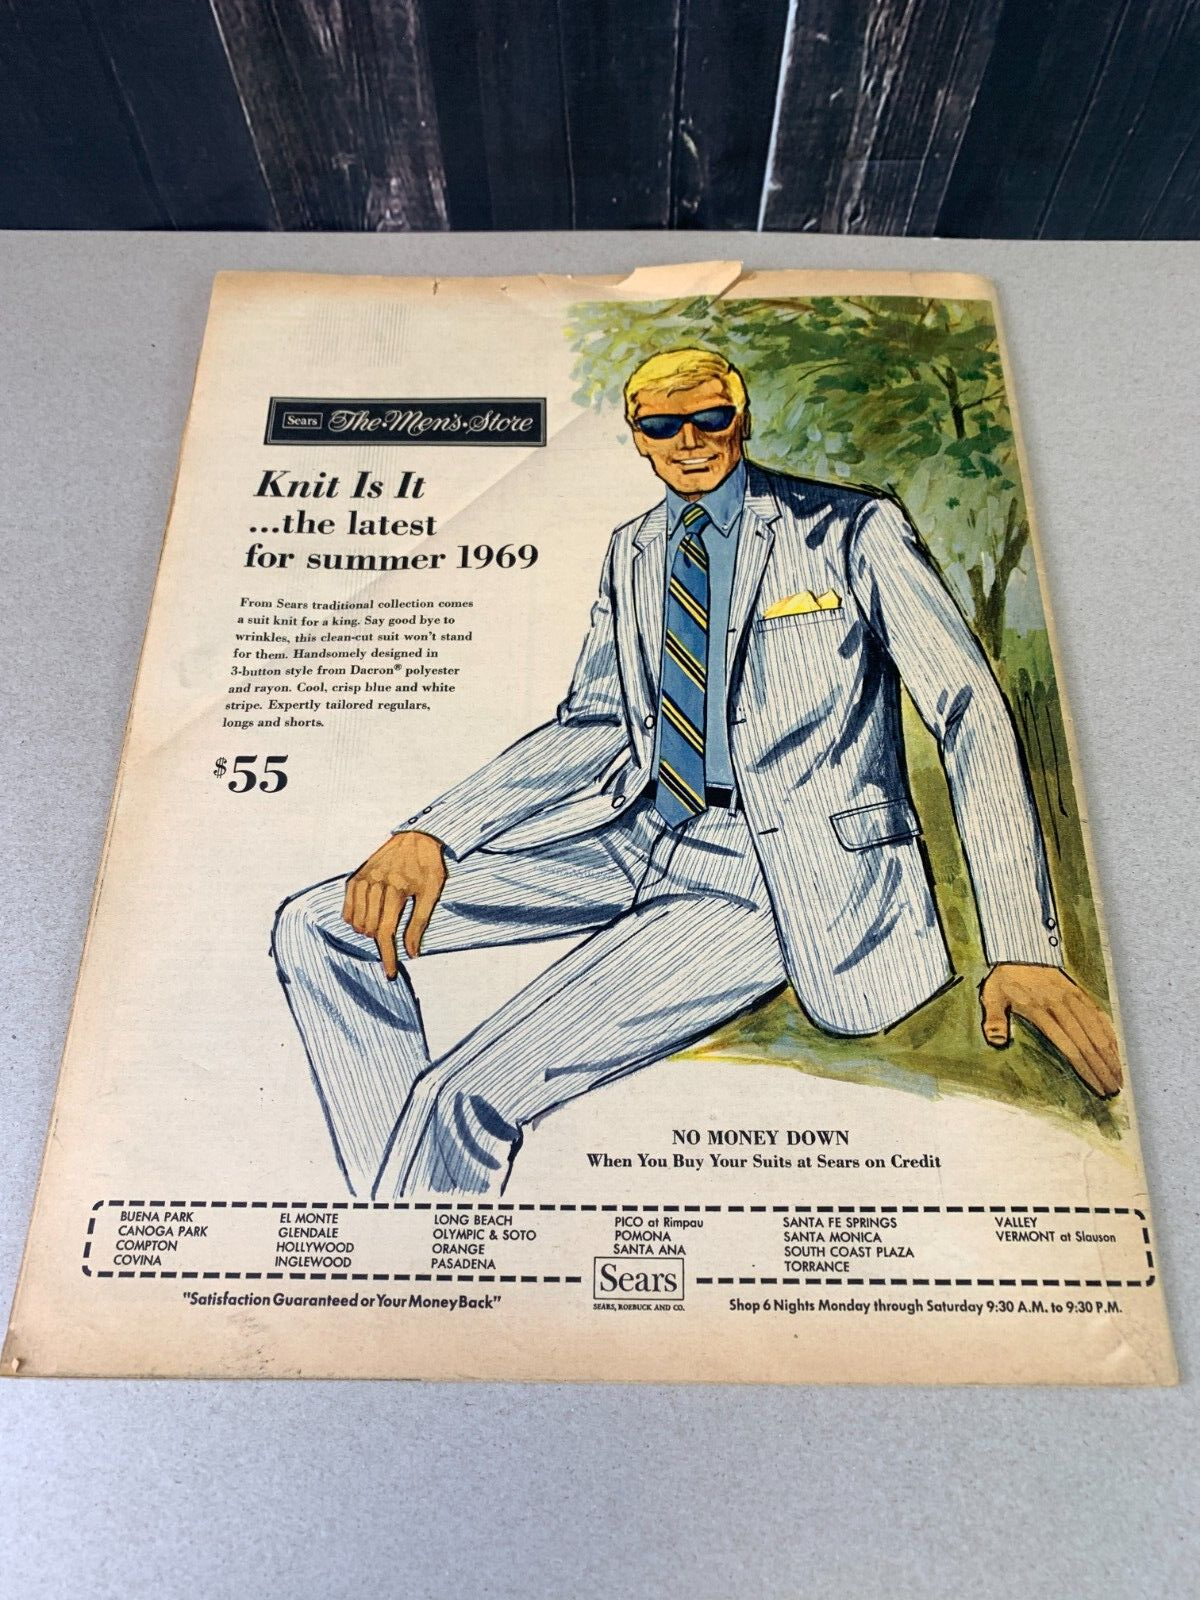 Sears The·Men's·Store
Knit Is It
...the latest
for summer 1969
From Sears traditional collection comes
a suit knit for a king. Say good bye to
wrinkles, this clean-cut suit won't stand
for them. Handsomely designed in
3-button style from Dacron® polyester
and rayon. Cool, crisp blue and white
stripe. Expertly tailored regulars,
longs and shorts.
$55
NO MONEY DOWN
When You Buy Your Suits at Sears on Credit
BUENA PARK
CANOGA PARK
COMPTON
COVINA
EL MONTE
GLENDALE
HOLLYWOOD
INGLEWOOD
LONG BEACH
OLYMPIC & SOTO
ORANGE
PASADENA
PICO at Rimpau
POMONA
SANTA ANA
SANTA FE SPRINGS
SANTA MONICA
SOUTH COAST PLAZA
TORRANCE
VALLEY
VERMONT at Slauson
"Satisfaction Guaranteed or Your Money Back"
Sears
SEARS, ROEBUCK AND CO.
Shop 6 Nights Monday through Saturday 9:30 A.M. to 9:30 P.M.